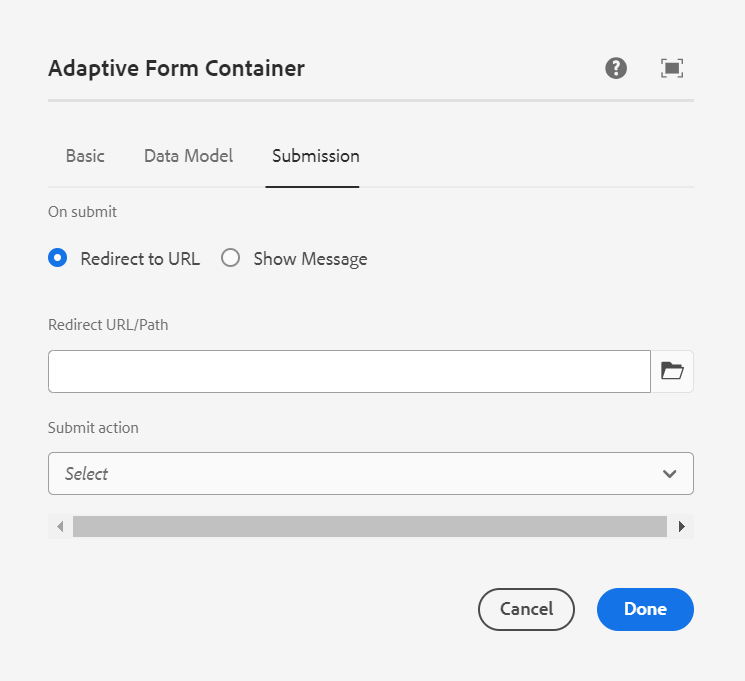 Adaptive Form Container
Basic Data Model Submission
On submit
Redirect to URL Show Message
Redirect URL/Path
Submit action
Select
Cancel Done